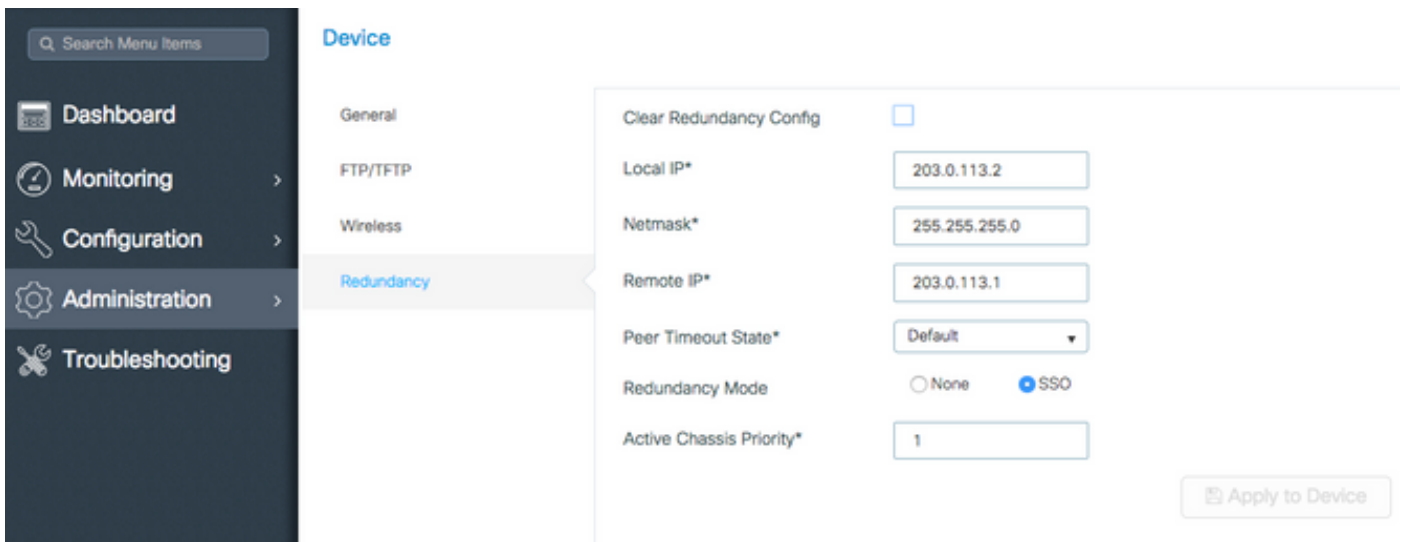 Search Menu Items
Dashboard
Monitoring
Configuration
Administration
Troubleshooting
Device
General
FTP/TFTP
Wireless
Redundancy
Clear Redundancy Config
Local IP* 203.0.113.2
Netmask* 255.255.255.0
Remote IP* 203.0.113.1
Peer Timeout State* Default
Redundancy Mode None SSO
Active Chassis Priority* 1
Apply to Device